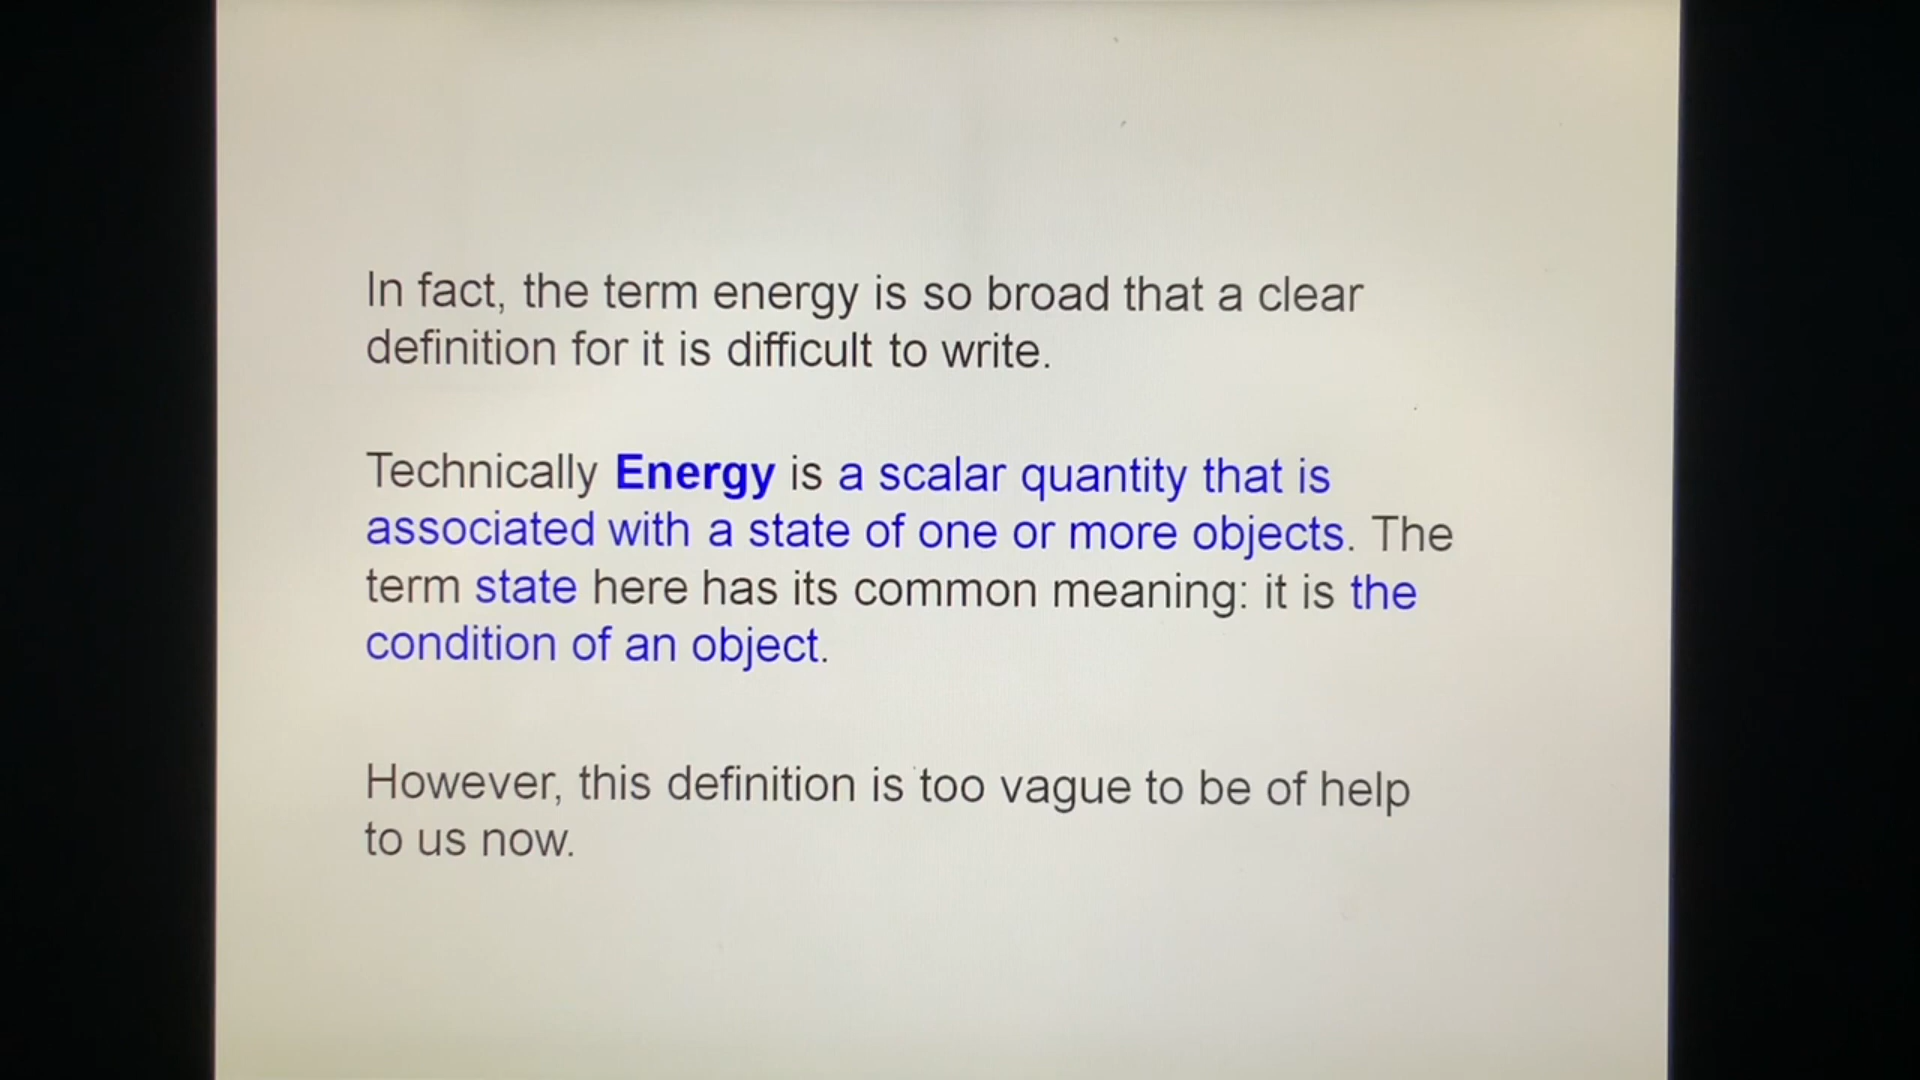 In fact, the term energy is so broad that a clear
definition for it is difficult to write.
Technically Energy is a scalar quantity that is
associated with a state of one or more objects. The
term state here has its common meaning: it is the
condition of an object.
However, this definition is too vague to be of help
to us now.